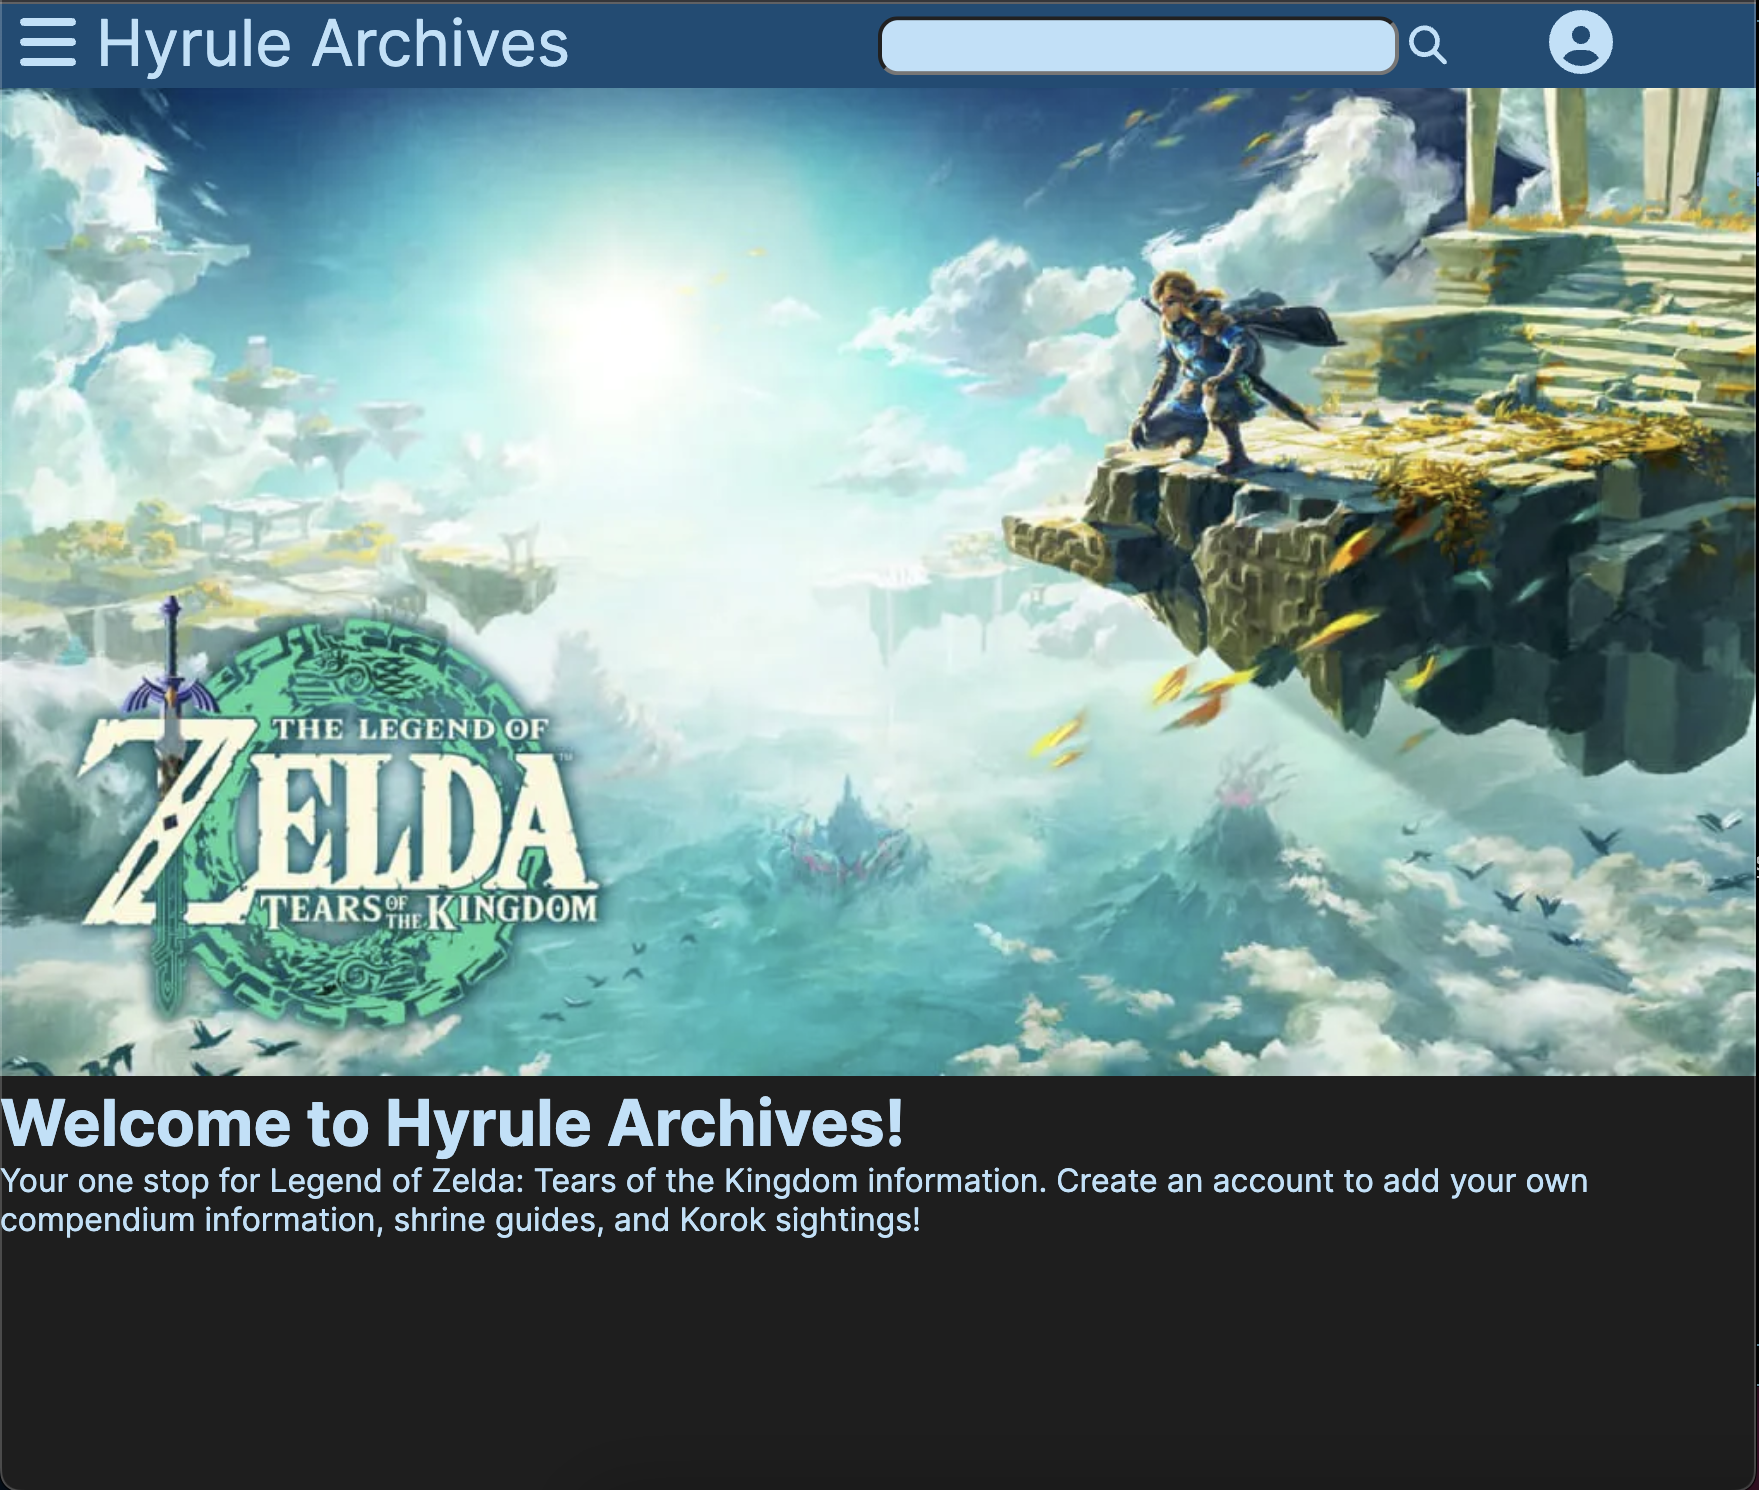 Hyrule Archives
THE LEGEND OF
ZELDA™
TEARS OF THE KINGDOM
Welcome to Hyrule Archives!
Your one stop for Legend of Zelda: Tears of the Kingdom information. Create an account to add your own
compendium information, shrine guides, and Korok sightings!